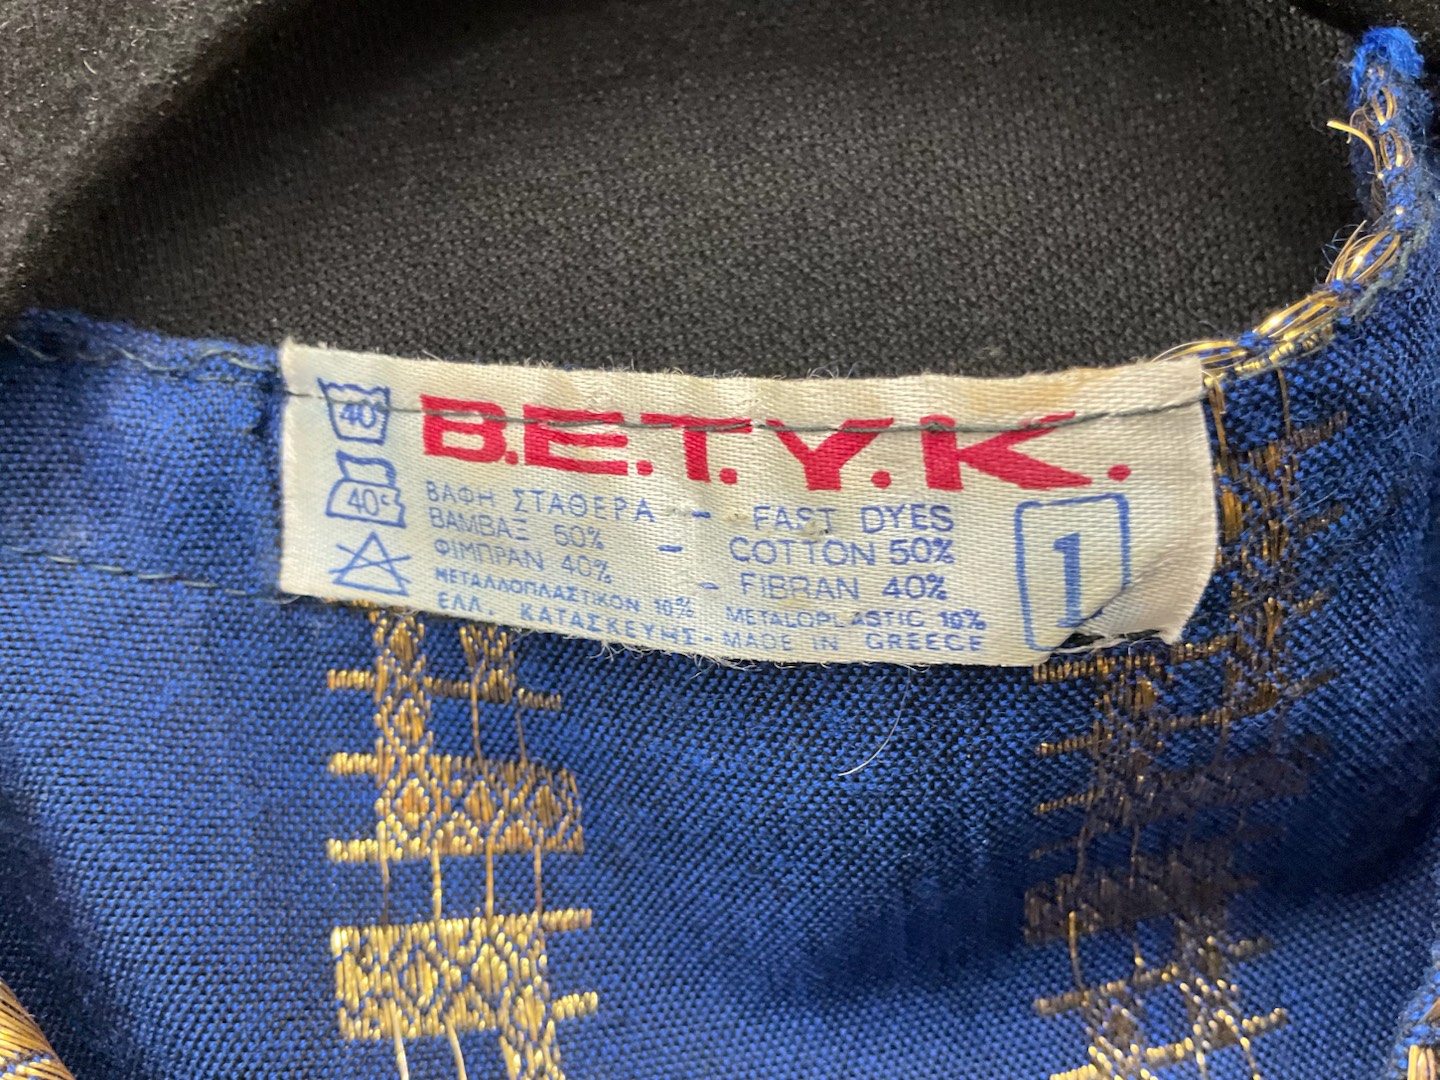 B.E.T.Y.K.
40°
40°
ΒΑΦΗ ΣΤΑΘΕΡΑ - FAST DYES
ΒΑΜΒΑΞ 50% - COTTON 50%
ΦΙΜΠΡΑΝ 40% - FIBRAN 40%
ΜΕΤΑΛΛΟΠΛΑΣΤΙΚΟΝ 10% METALOPLASTIC 10%
ΕΛΛ. ΚΑΤΑΣΚΕΥΗΣ - MADE IN GREECE
1